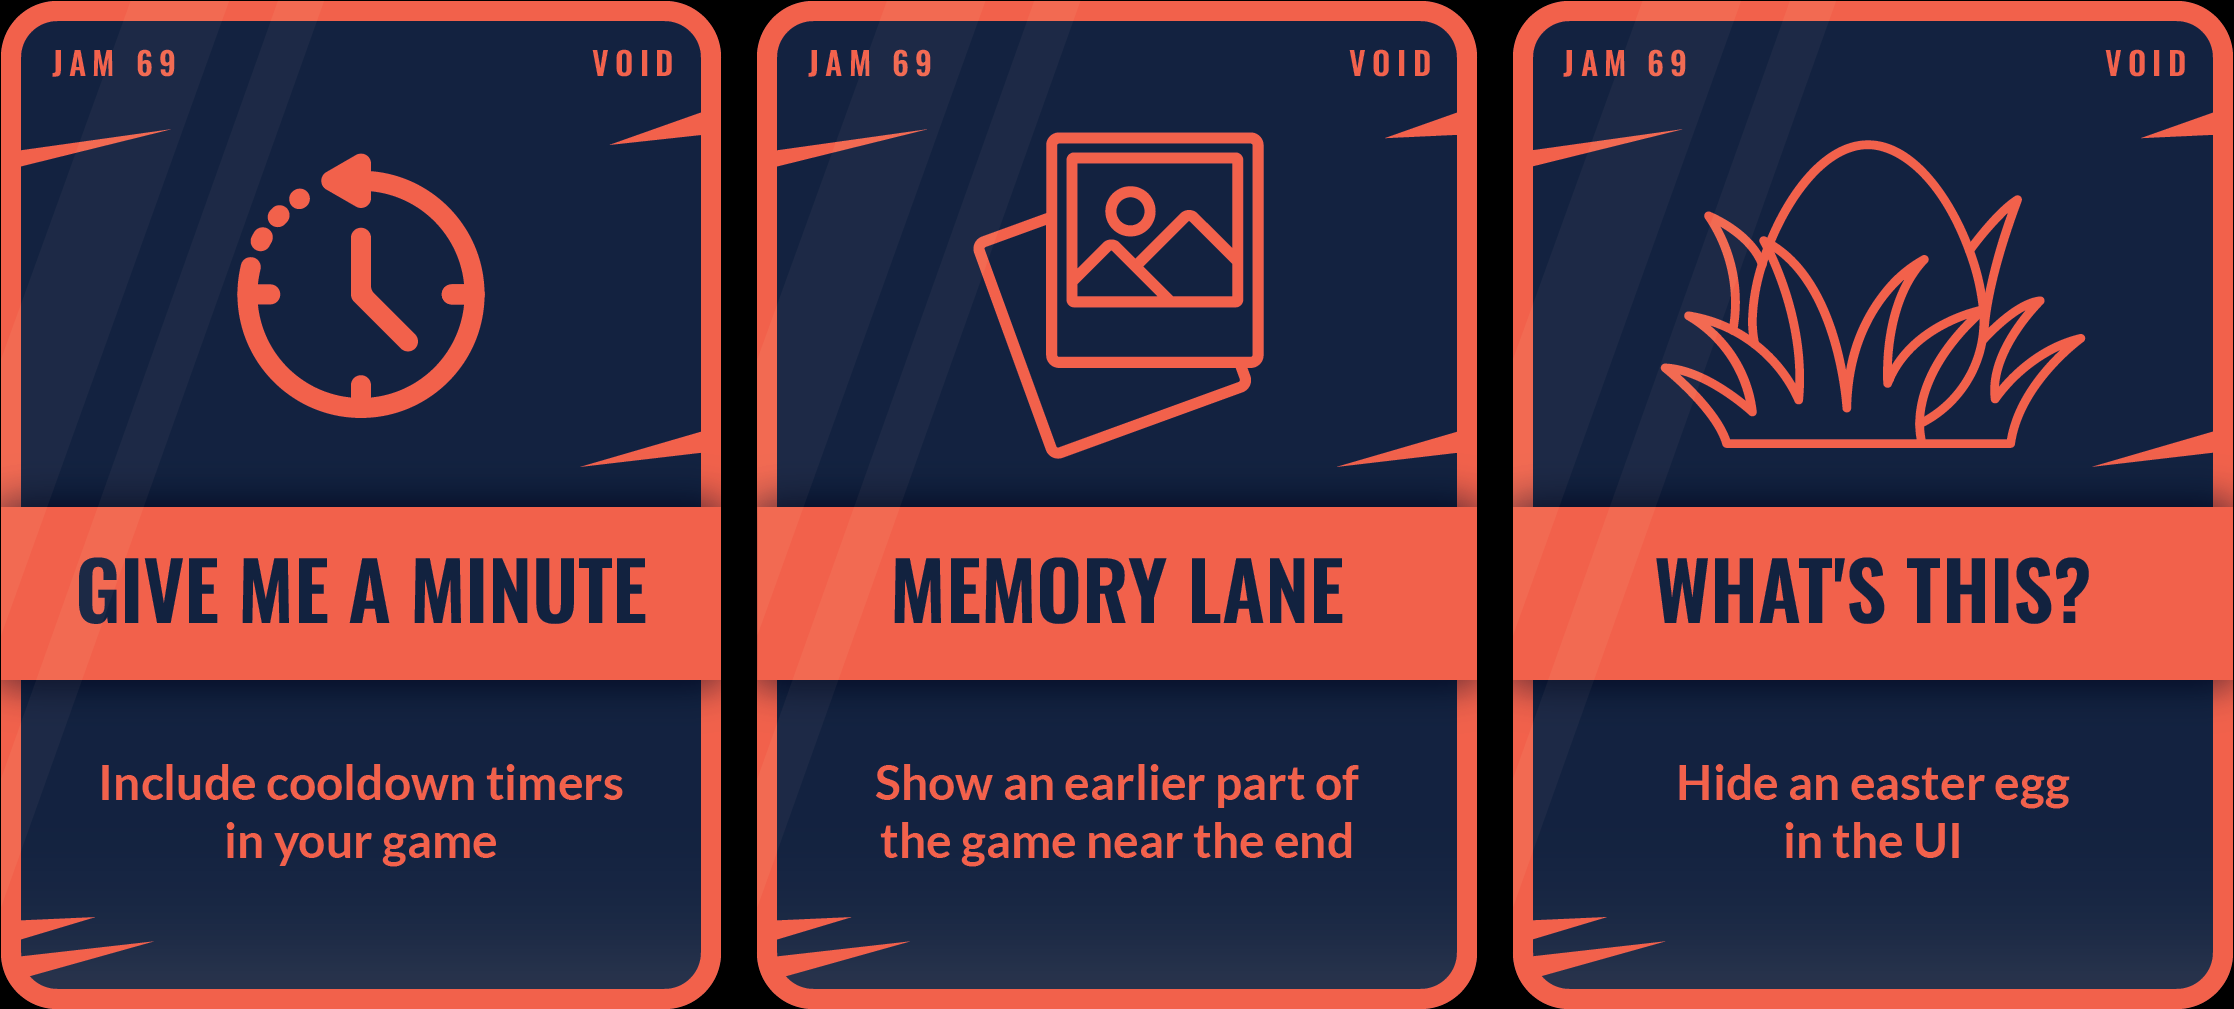 JAM 69
VOID
GIVE ME A MINUTE
Include cooldown timers
in your game
JAM 69
VOID
MEMORY LANE
Show an earlier part of
the game near the end
JAM 69
VOID
WHAT'S THIS?
Hide an easter egg
in the UI